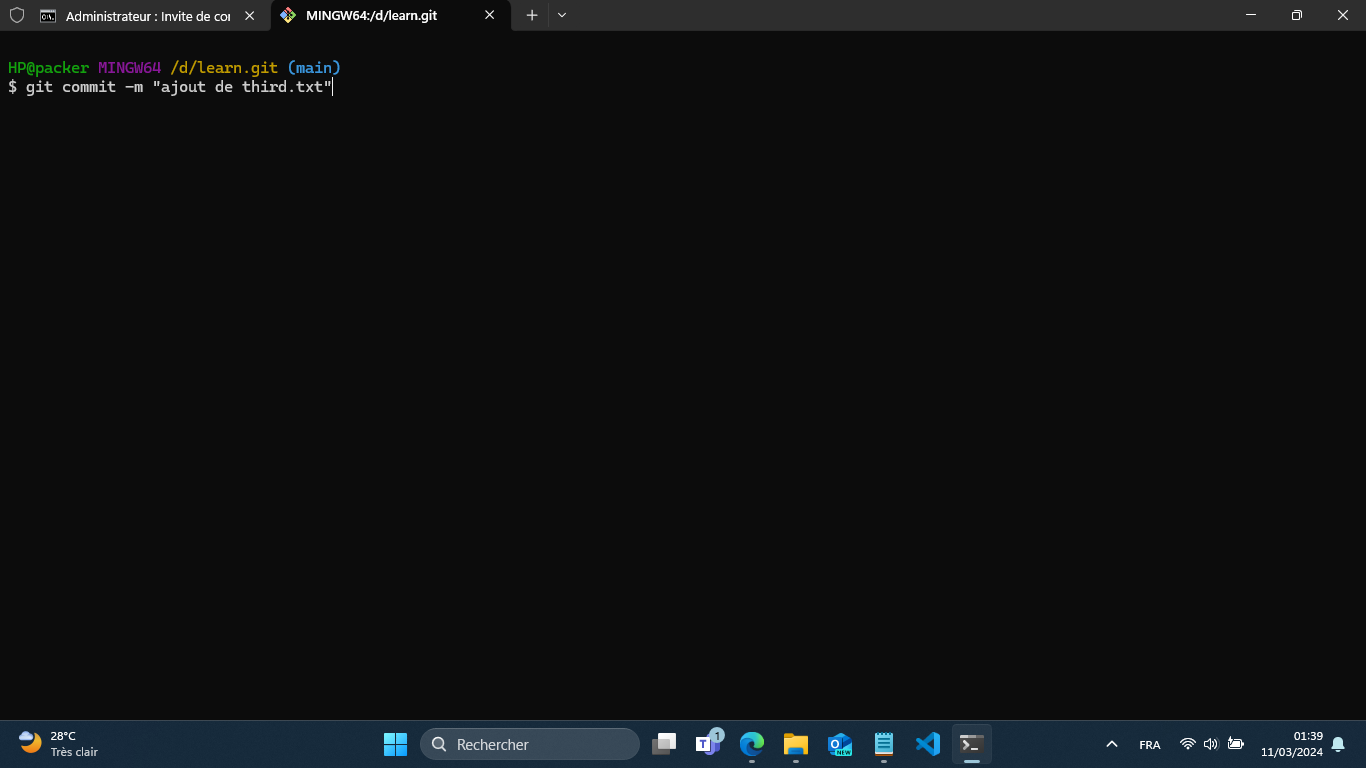 Administrateur : Invite de con
MINGW64:/d/learn.git
HP@packer MINGW64 /d/learn.git (main)
$ git commit -m "ajout de third.txt"
28°C
Très clair
Rechercher
1
T
O
NEW
FRA
01:39
11/03/2024